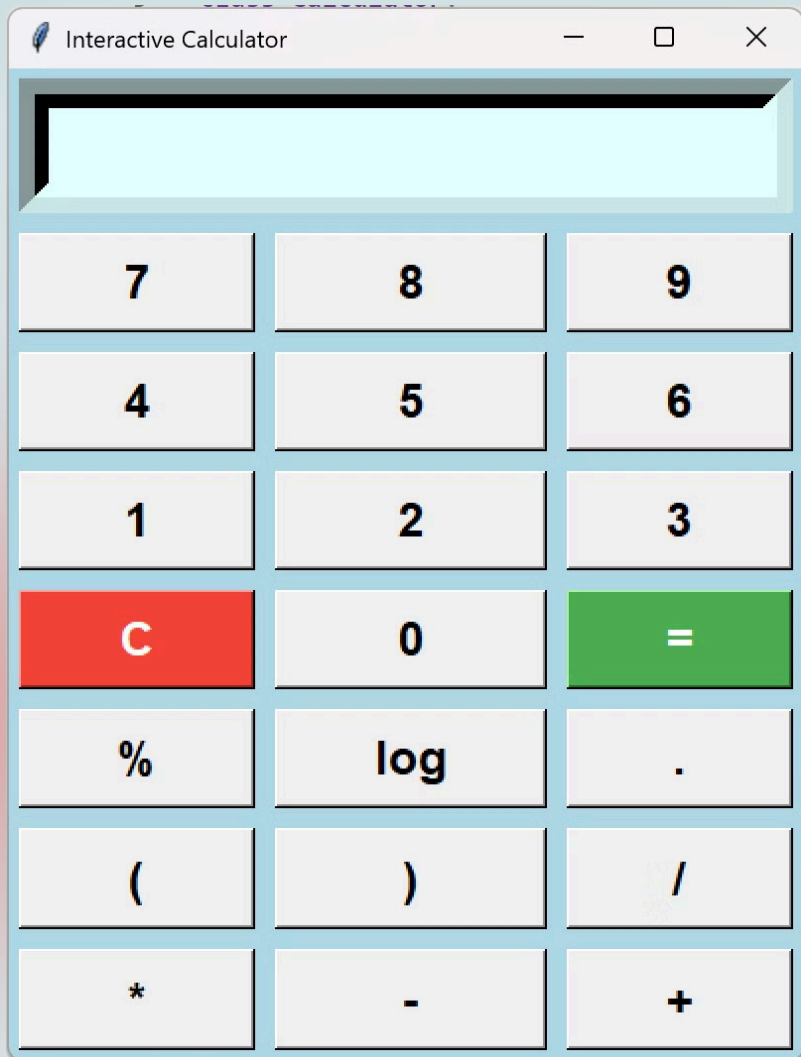 Interactive Calculator
7 8 9
4 5 6
1 2 3
C 0 =
% log .
( ) /
* - +